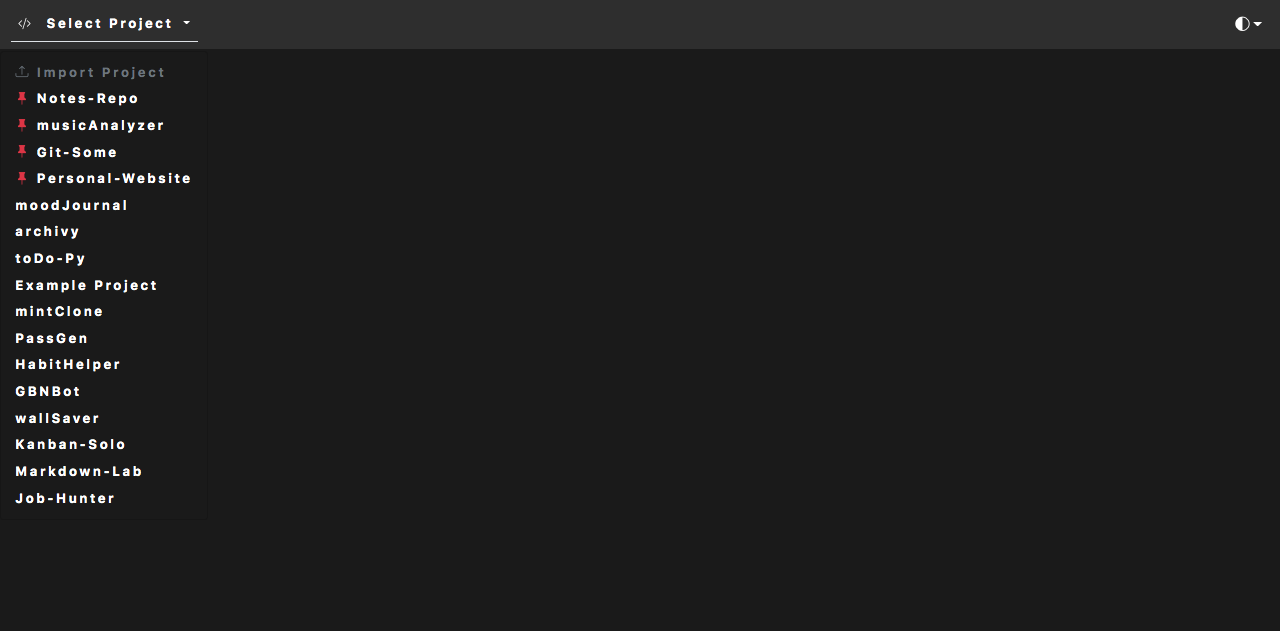 Select Project
Import Project
Notes-Repo
musicAnalyzer
Git-Some
Personal-Website
moodJournal
archivy
toDo-Py
Example Project
mintClone
PassGen
HabitHelper
GBNBot
wallSaver
Kanban-Solo
Markdown-Lab
Job-Hunter